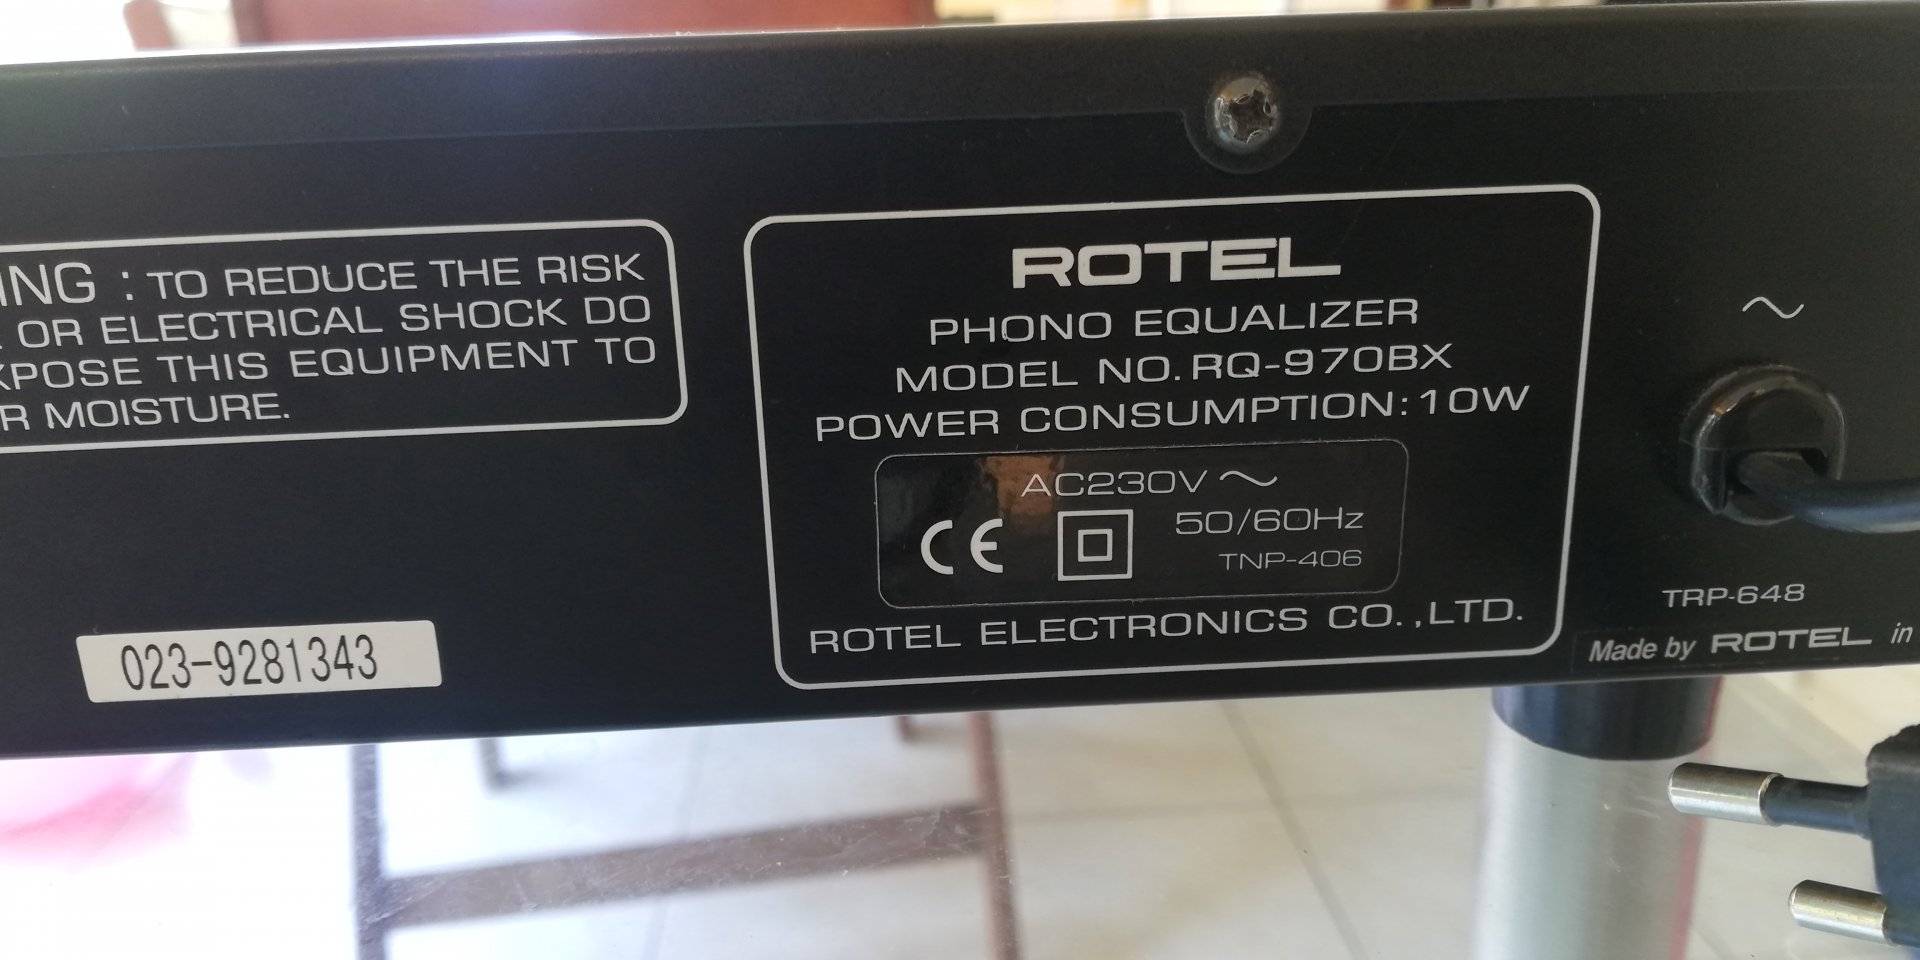 ING : TO REDUCE THE RISK
OR ELECTRICAL SHOCK DO
XPOSE THIS EQUIPMENT TO
R MOISTURE.
023-9281343
ROTEL
PHONO EQUALIZER
MODEL NO. RQ-970BX
POWER CONSUMPTION: 10W
AC230V ~
CE 50/60Hz
TNP-406
ROTEL ELECTRONICS CO., LTD.
~
TRP-648
Made by ROTEL in